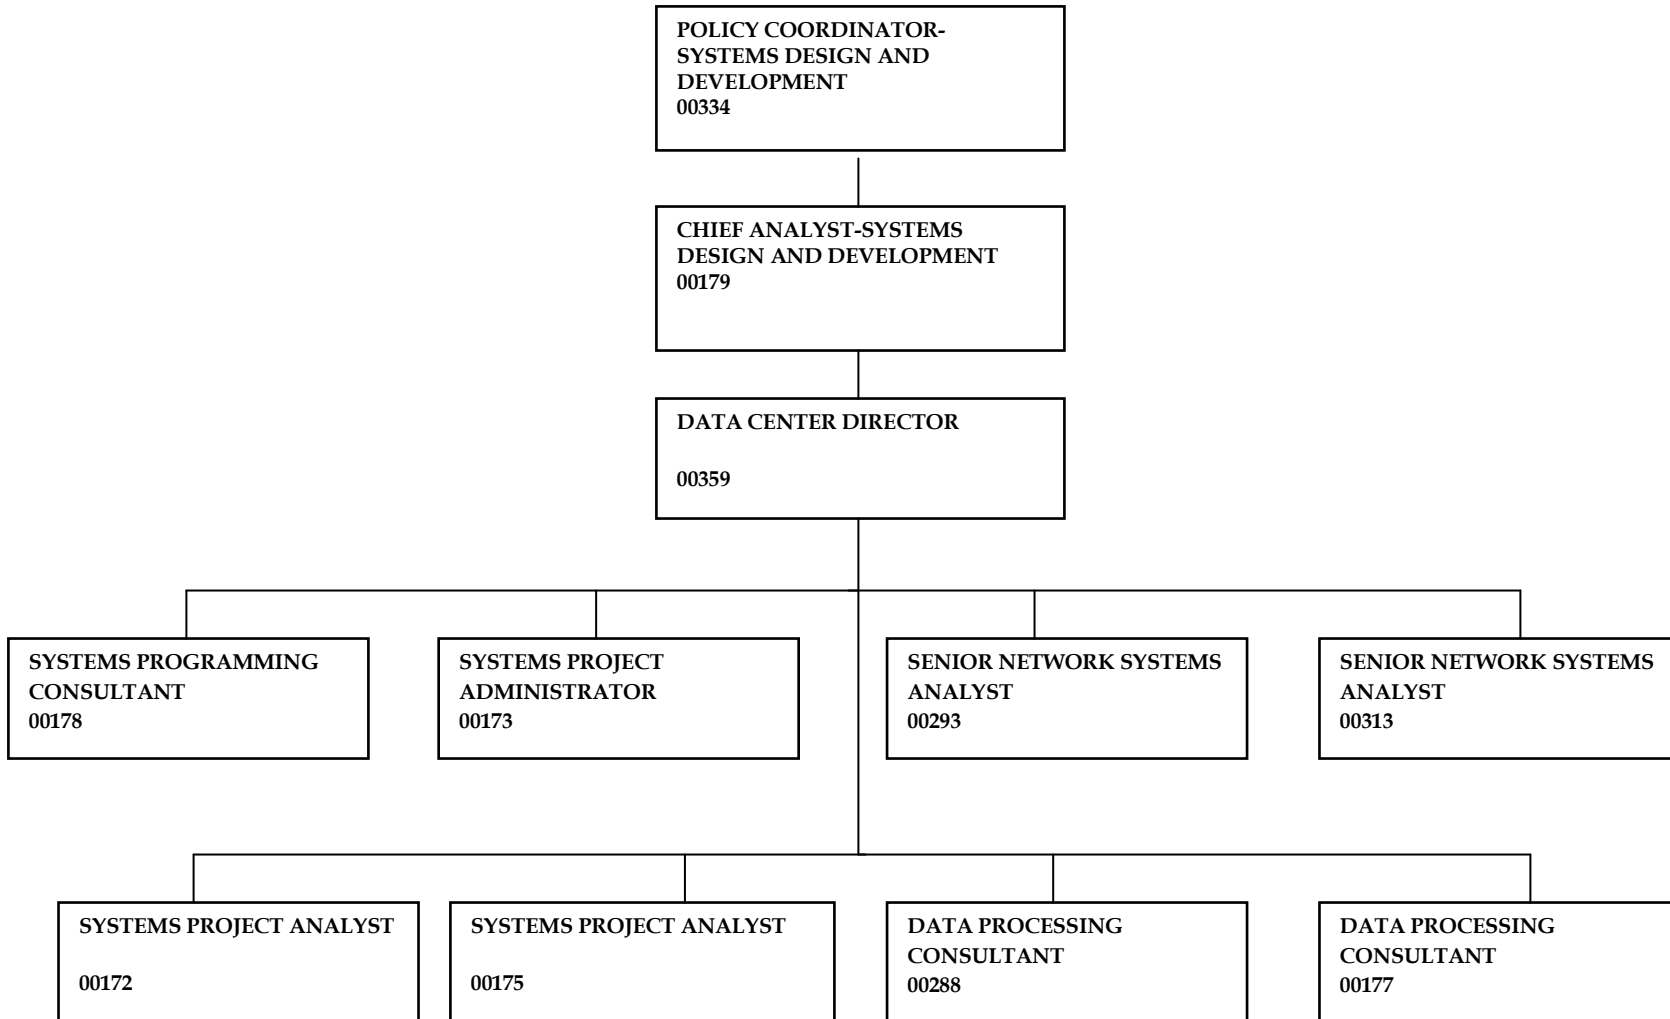 POLICY COORDINATOR-
SYSTEMS DESIGN AND
DEVELOPMENT
00334
CHIEF ANALYST-SYSTEMS
DESIGN AND DEVELOPMENT
00179
DATA CENTER DIRECTOR
00359
SYSTEMS PROGRAMMING
CONSULTANT
00178
SYSTEMS PROJECT
ADMINISTRATOR
00173
SENIOR NETWORK SYSTEMS
ANALYST
00293
SENIOR NETWORK SYSTEMS
ANALYST
00313
SYSTEMS PROJECT ANALYST
00172
SYSTEMS PROJECT ANALYST
00175
DATA PROCESSING
CONSULTANT
00288
DATA PROCESSING
CONSULTANT
00177